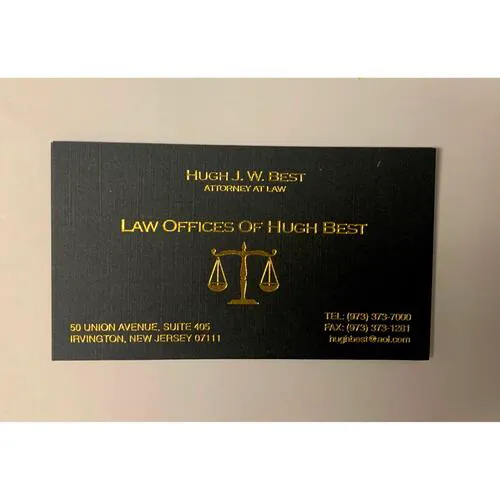 HUGH J. W. BEST
ATTORNEY AT LAW
LAW OFFICES OF HUGH BEST
50 UNION AVENUE, SUITE 405
IRVINGTON, NEW JERSEY 07111
TEL: (973) 373-7000
FAX: (973) 373-1281
hughbest@aol.com